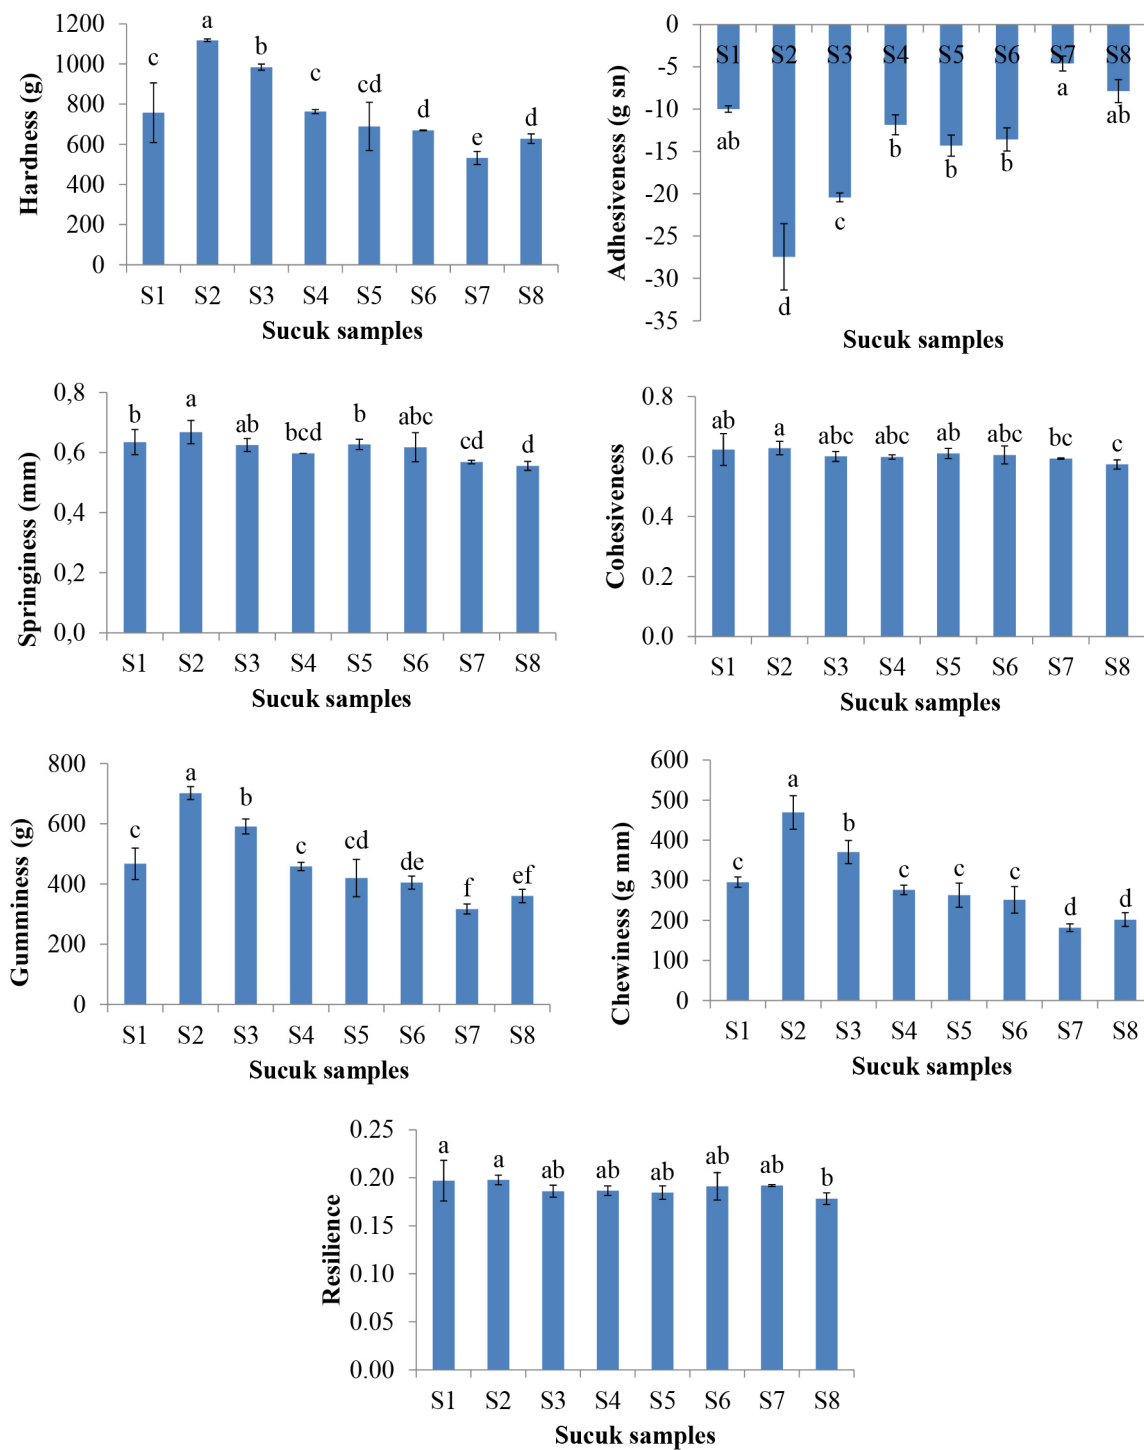 Hardness (g)
1200
1000
800
600
400
200
0
c
a
b
c
cd
d
e
d
S1 S2 S3 S4 S5 S6 S7 S8
Sucuk samples
Adhesiveness (g sn)
0
-5
-10
-15
-20
-25
-30
-35
S1 S2 S3 S4 S5 S6 S7 S8
ab
d
c
b
b
b
a
ab
Sucuk samples
Springiness (mm)
0,8
0,6
0,4
0,2
0,0
b
a
ab
bcd
b
abc
cd
d
S1 S2 S3 S4 S5 S6 S7 S8
Sucuk samples
Cohesiveness
0.8
0.6
0.4
0.2
0.0
ab
a
abc
abc
ab
abc
bc
c
S1 S2 S3 S4 S5 S6 S7 S8
Sucuk samples
Gumminess (g)
800
600
400
200
0
c
a
b
c
cd
de
f
ef
S1 S2 S3 S4 S5 S6 S7 S8
Sucuk samples
Chewiness (g mm)
600
500
400
300
200
100
0
c
a
b
c
c
c
d
d
S1 S2 S3 S4 S5 S6 S7 S8
Sucuk samples
Resilience
0.25
0.20
0.15
0.10
0.05
0.00
a
a
ab
ab
ab
ab
ab
b
S1 S2 S3 S4 S5 S6 S7 S8
Sucuk samples